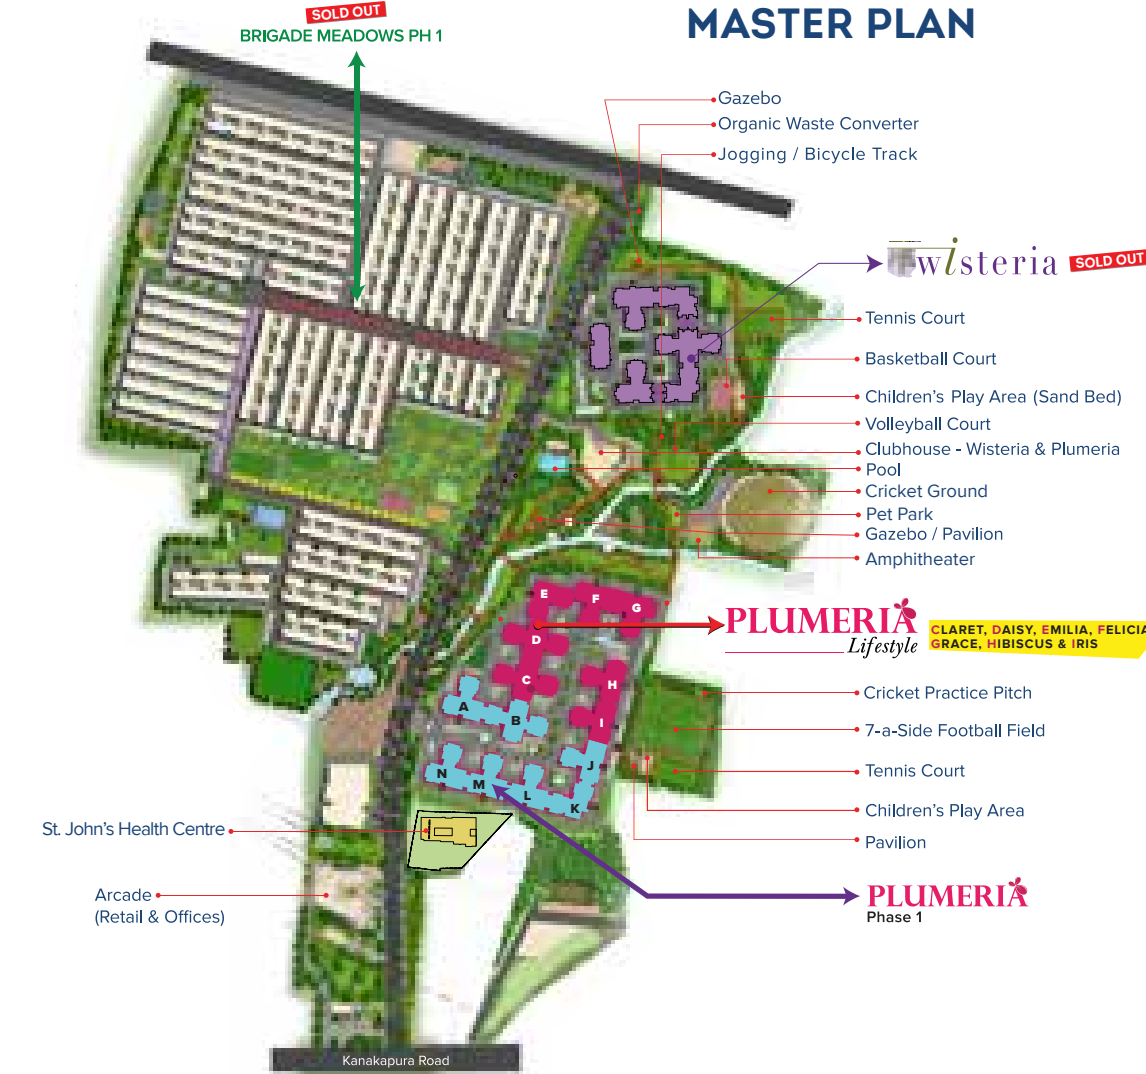 SOLD OUT
BRIGADE MEADOWS PH 1
MASTER PLAN
Gazebo
Organic Waste Converter
Jogging / Bicycle Track
wisteria
SOLD OUT
Tennis Court
Basketball Court
Children's Play Area (Sand Bed)
Volleyball Court
Clubhouse - Wisteria & Plumeria
Pool
Cricket Ground
Pet Park
Gazebo / Pavilion
Amphitheater
E
F
G
D
C
H
I
A
B
J
N
M
L
K
PLUMERIA
Lifestyle
CLARET, DAISY, EMILIA, FELICIA
GRACE, HIBISCUS & IRIS
Cricket Practice Pitch
7-a-Side Football Field
Tennis Court
Children's Play Area
Pavilion
St. John's Health Centre
Arcade
(Retail & Offices)
PLUMERIA
Phase 1
Kanakapura Road